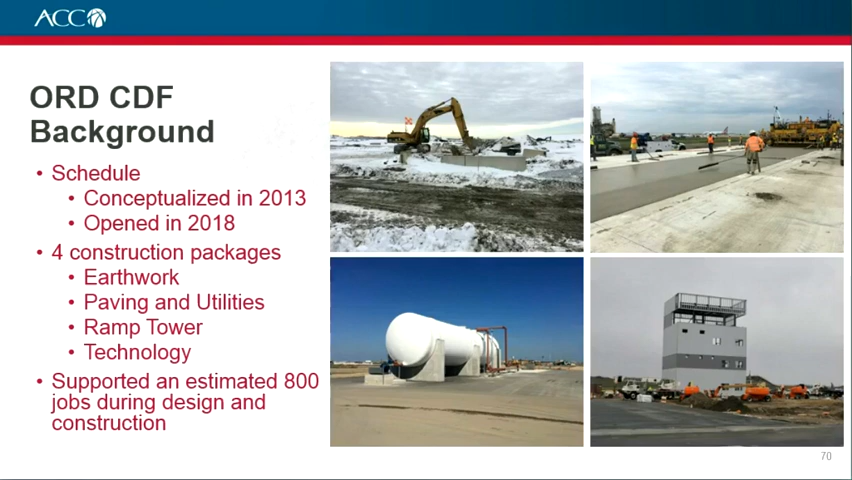 ACC
ORD CDF
Background
• Schedule
• Conceptualized in 2013
• Opened in 2018
• 4 construction packages
• Earthwork
• Paving and Utilities
• Ramp Tower
• Technology
• Supported an estimated 800
jobs during design and
construction
70